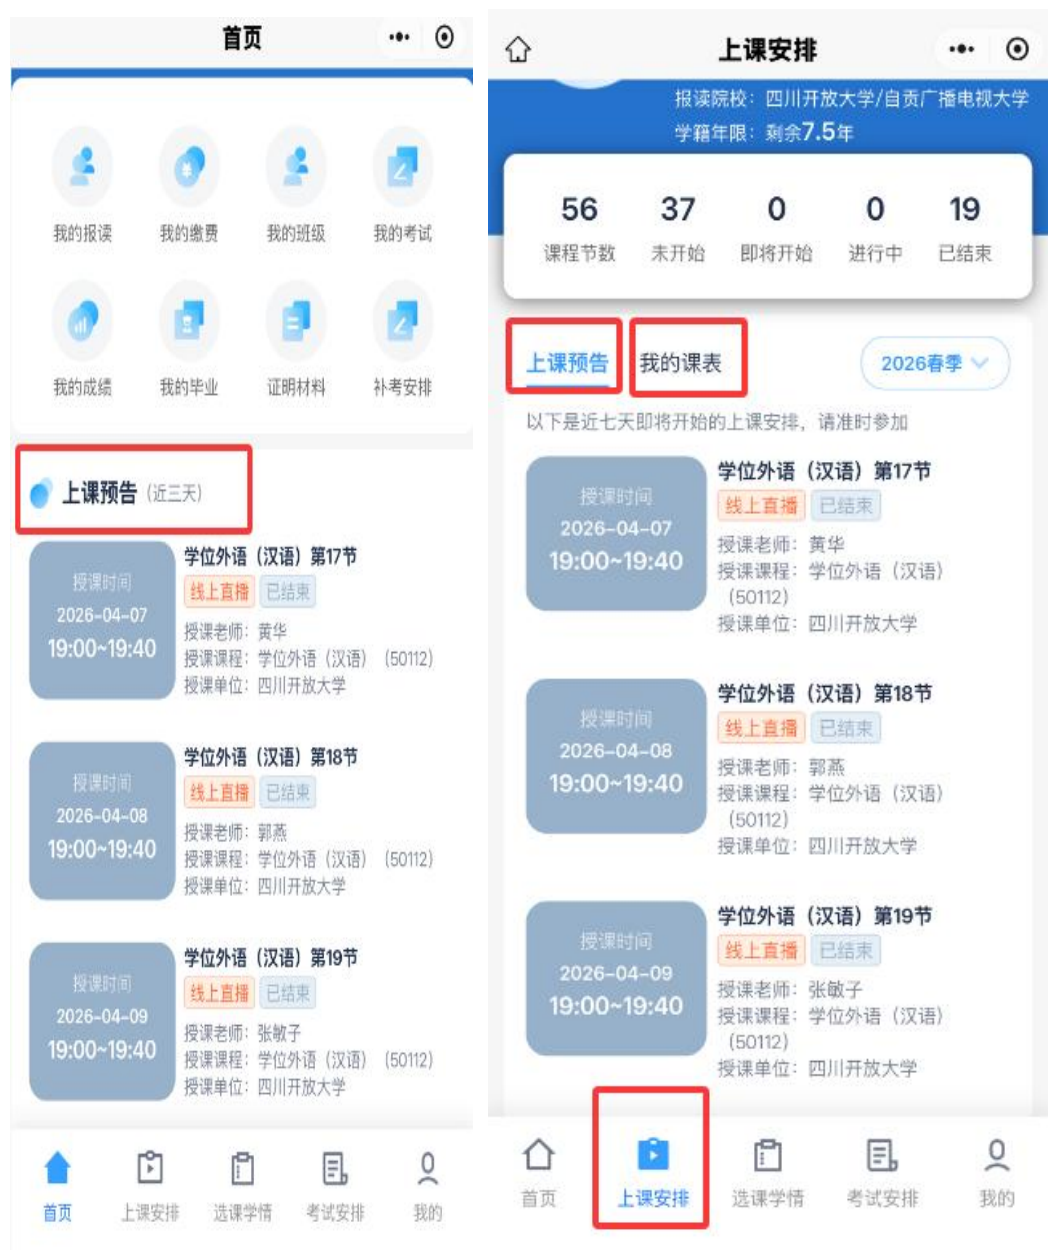 首页
我的报读
我的缴费
我的班级
我的考试
我的成绩
我的毕业
证明材料
补考安排
上课预告（近三天）
授课时间
2026-04-07
19:00~19:40
学位外语（汉语）第17节
线上直播 已结束
授课老师：黄华
授课课程：学位外语（汉语）（50112）
授课单位：四川开放大学
授课时间
2026-04-08
19:00~19:40
学位外语（汉语）第18节
线上直播 已结束
授课老师：郭燕
授课课程：学位外语（汉语）（50112）
授课单位：四川开放大学
授课时间
2026-04-09
19:00~19:40
学位外语（汉语）第19节
线上直播 已结束
授课老师：张敏子
授课课程：学位外语（汉语）（50112）
授课单位：四川开放大学
首页
上课安排
选课学情
考试安排
我的
上课安排
报读院校：四川开放大学/自贡广播电视大学
学籍年限：剩余7.5年
56
37
0
0
19
课程节数
未开始
即将开始
进行中
已结束
上课预告
我的课表
2026春季
以下是近七天即将开始的上课安排，请准时参加
授课时间
2026-04-07
19:00~19:40
学位外语（汉语）第17节
线上直播 已结束
授课老师：黄华
授课课程：学位外语（汉语）
（50112）
授课单位：四川开放大学
授课时间
2026-04-08
19:00~19:40
学位外语（汉语）第18节
线上直播 已结束
授课老师：郭燕
授课课程：学位外语（汉语）
（50112）
授课单位：四川开放大学
授课时间
2026-04-09
19:00~19:40
学位外语（汉语）第19节
线上直播 已结束
授课老师：张敏子
授课课程：学位外语（汉语）
（50112）
授课单位：四川开放大学
首页
上课安排
选课学情
考试安排
我的